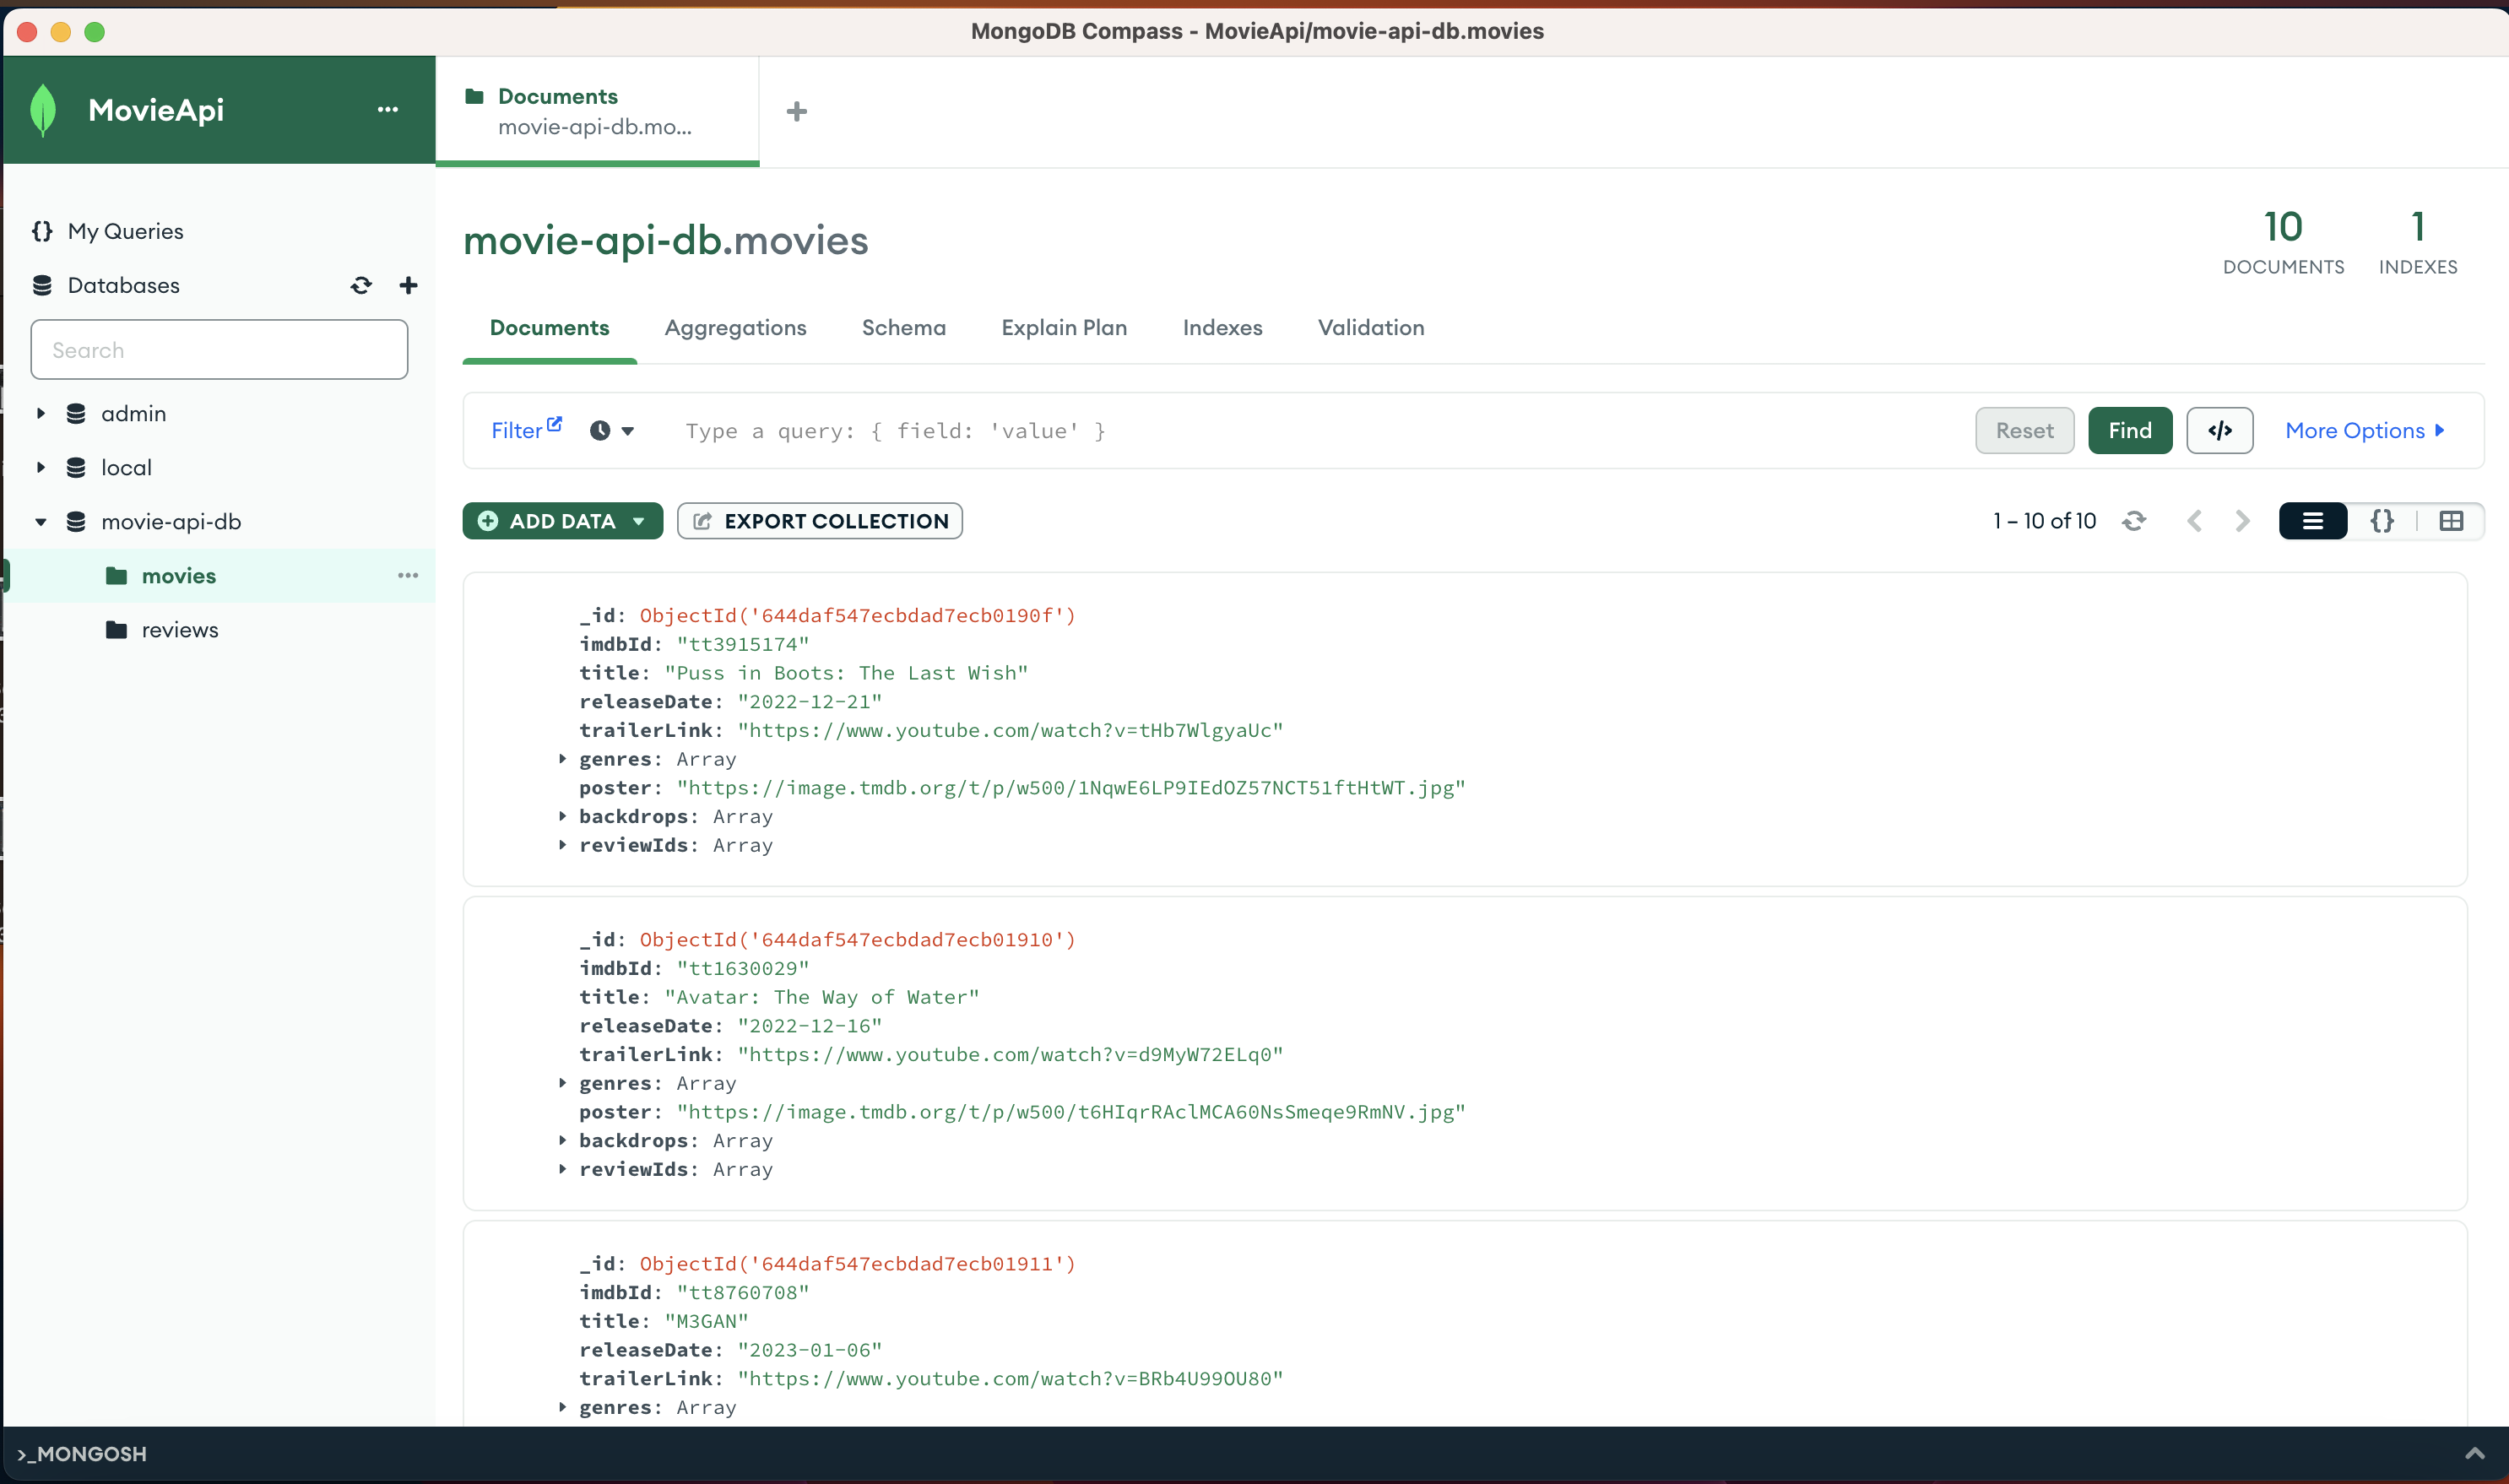 MongoDB Compass - MovieApi/movie-api-db.movies
MovieApi
Documents
movie-api-db.mo...
My Queries
Databases
Search
admin
local
movie-api-db
movies
reviews
movie-api-db.movies
10
DOCUMENTS
1
INDEXES
Documents Aggregations Schema Explain Plan Indexes Validation
Filter Type a query: { field: 'value' } Reset Find </> More Options
ADD DATA EXPORT COLLECTION 1 – 10 of 10 {}
_id: ObjectId('644daf547ecbdad7ecb0190f')
imdbId: "tt3915174"
title: "Puss in Boots: The Last Wish"
releaseDate: "2022-12-21"
trailerLink: "https://www.youtube.com/watch?v=tHb7WlgyaUc"
genres: Array
poster: "https://image.tmdb.org/t/p/w500/1NqwE6LP9IEdOZ57NCT51ftHtWT.jpg"
backdrops: Array
reviewIds: Array
_id: ObjectId('644daf547ecbdad7ecb01910')
imdbId: "tt1630029"
title: "Avatar: The Way of Water"
releaseDate: "2022-12-16"
trailerLink: "https://www.youtube.com/watch?v=d9MyW72ELq0"
genres: Array
poster: "https://image.tmdb.org/t/p/w500/t6HIqrRAclMCA60NsSmeqe9RmNV.jpg"
backdrops: Array
reviewIds: Array
_id: ObjectId('644daf547ecbdad7ecb01911')
imdbId: "tt8760708"
title: "M3GAN"
releaseDate: "2023-01-06"
trailerLink: "https://www.youtube.com/watch?v=BRb4U99OU80"
genres: Array
>_MONGOSH